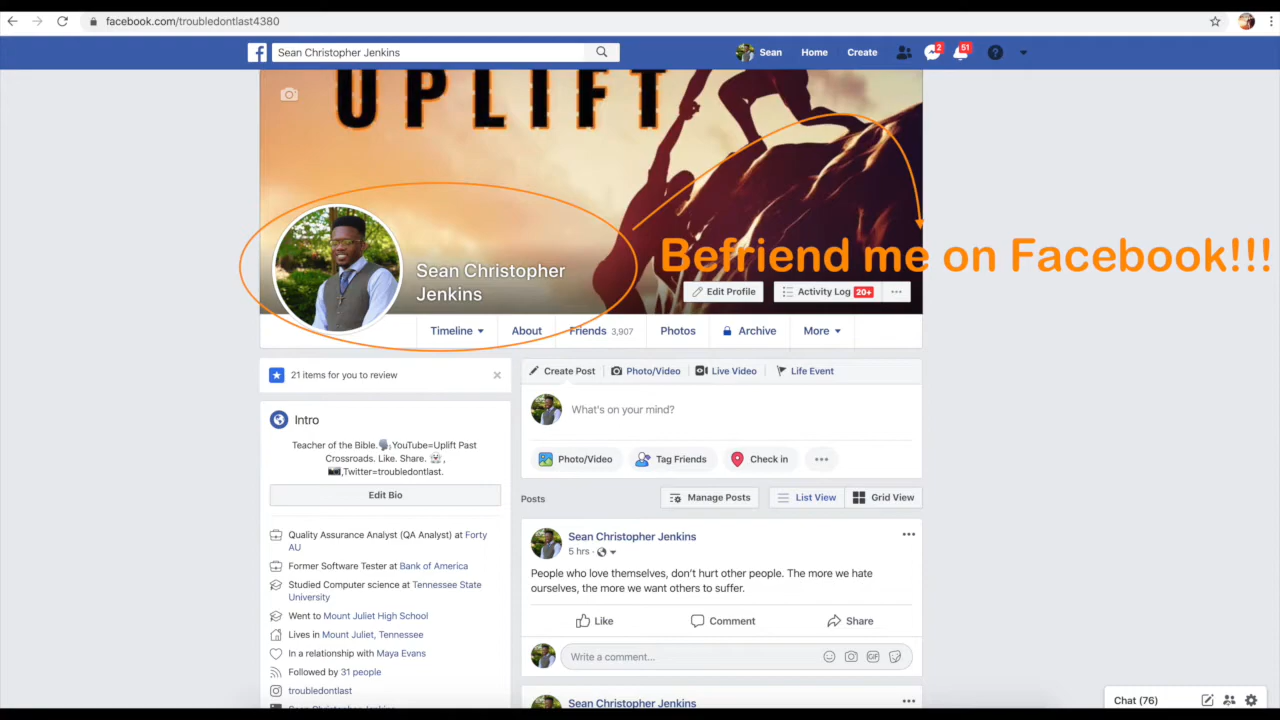 facebook.com/troubledontlast4380
Sean Christopher Jenkins
Sean
Home
Create
2
51
UPLIFT
Befriend me on Facebook!!!
Sean Christopher
Jenkins
Edit Profile
Activity Log 20+
Timeline
About
Friends 3,907
Photos
Archive
More
21 items for you to review
Create Post
Photo/Video
Live Video
Life Event
What's on your mind?
Photo/Video
Tag Friends
Check in
Intro
Teacher of the Bible.🗣,YouTube=Uplift Past
Crossroads. Like. Share. ,
📷,Twitter=troubledontlast.
Edit Bio
Posts
Manage Posts
List View
Grid View
Quality Assurance Analyst (QA Analyst) at Forty
AU
Former Software Tester at Bank of America
Studied Computer science at Tennessee State
University
Went to Mount Juliet High School
Lives in Mount Juliet, Tennessee
In a relationship with Maya Evans
Followed by 31 people
troubledontlast
Sean Christopher Jenkins
5 hrs
People who love themselves, don't hurt other people. The more we hate
ourselves, the more we want others to suffer.
Like
Comment
Share
Write a comment...
GIF
Sean Christopher Jenkins
Chat (76)